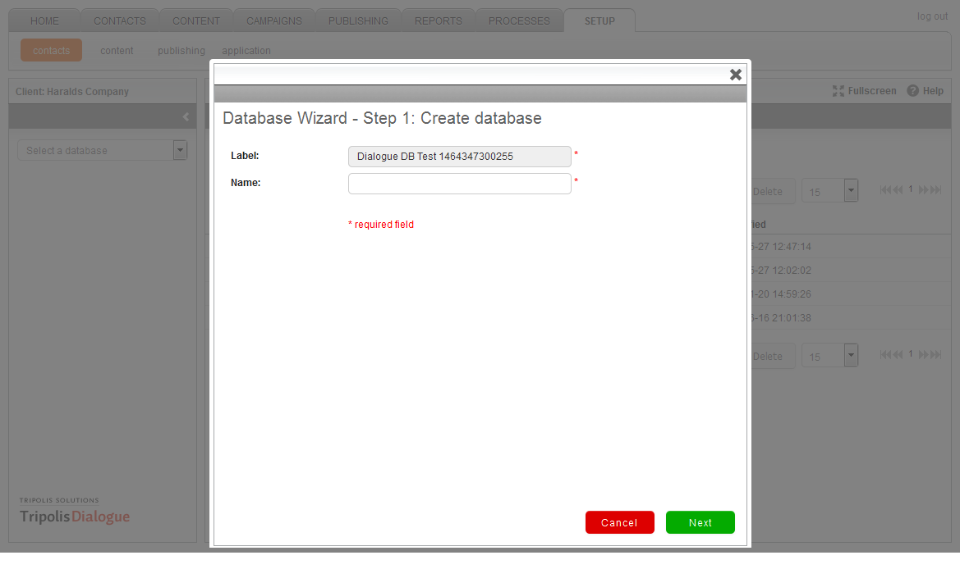 HOME CONTACTS CONTENT CAMPAIGNS PUBLISHING REPORTS PROCESSES SETUP log out
contacts content publishing application
Client: Haralds Company
Fullscreen Help
Database Wizard - Step 1: Create database
Select a database
Label: Dialogue DB Test 1464347300255 *
Name: *
Delete 15 1
* required field
ied
-27 12:47:14
-27 12:02:02
-20 14:59:26
-16 21:01:38
Delete 15 1
TRIPOLIS SOLUTIONS
TripolisDialogue
Cancel Next